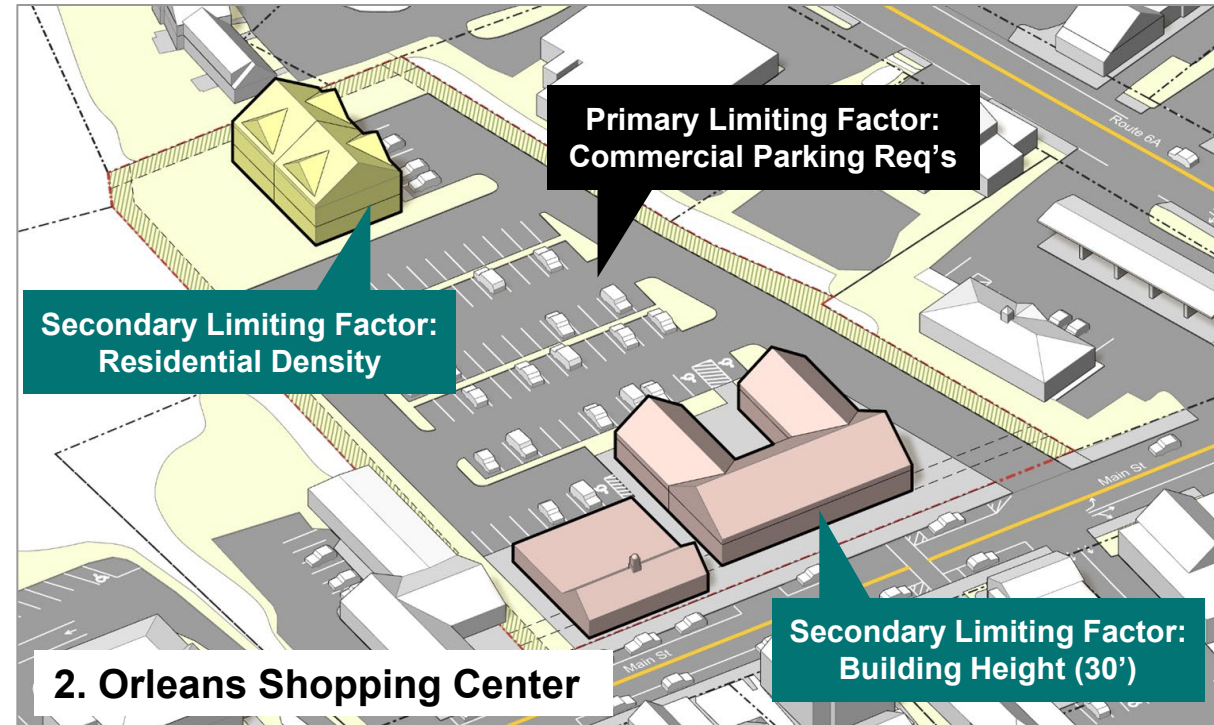 Route 6A
Primary Limiting Factor:
Commercial Parking Req's
Secondary Limiting Factor:
Residential Density
Main St
Secondary Limiting Factor:
Building Height (30’)
Main St
2. Orleans Shopping Center